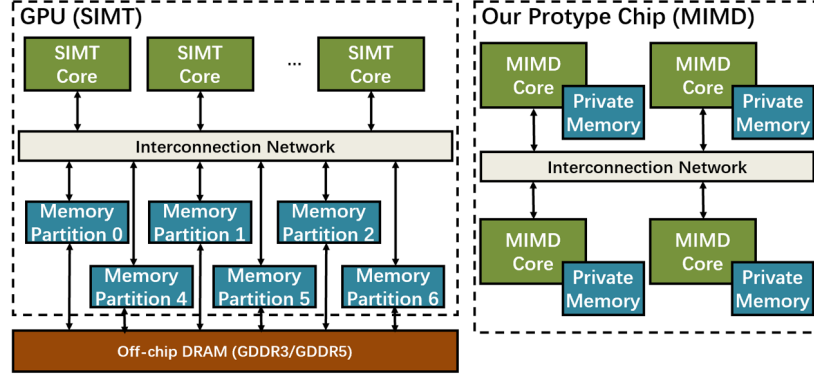 GPU (SIMT)
SIMT
Core
SIMT
Core
...
SIMT
Core
Interconnection Network
Memory
Partition 0
Memory
Partition 1
Memory
Partition 2
Memory
Partition 4
Memory
Partition 5
Memory
Partition 6
Off-chip DRAM (GDDR3/GDDR5)
Our Protype Chip (MIMD)
MIMD
Core
Private
Memory
MIMD
Core
Private
Memory
Interconnection Network
MIMD
Core
Private
Memory
MIMD
Core
Private
Memory